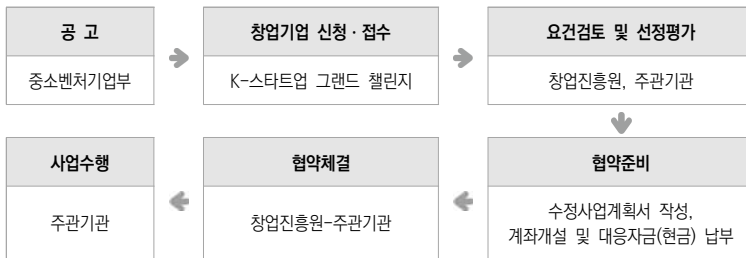 공 고
창업기업 신청·접수
요건검토 및 선정평가
중소벤처기업부
K-스타트업 그랜드 챌린지
창업진흥원, 주관기관
사업수행
협약체결
협약준비
주관기관
창업진흥원-주관기관
수정사업계획서 작성,
계좌개설 및 대응자금(현금) 납부